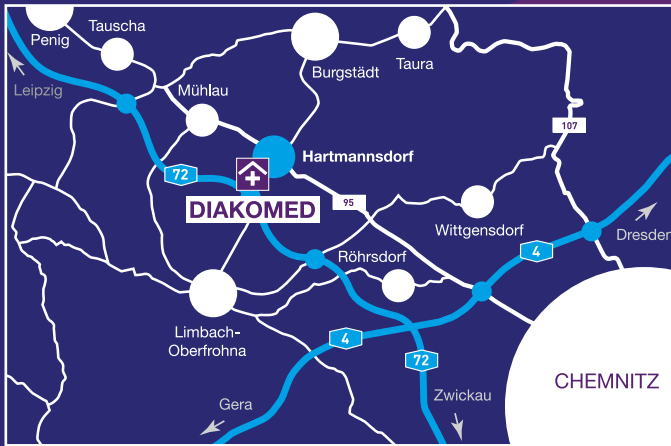 Tauscha
Penig
Burgstädt
Taura
Leipzig
Mühlau
107
Hartmannsdorf
72
DIAKOMED
95
Wittgensdorf
Dresden
4
Röhrsdorf
Limbach-
Oberfrohna
4
72
CHEMNITZ
Zwickau
Gera